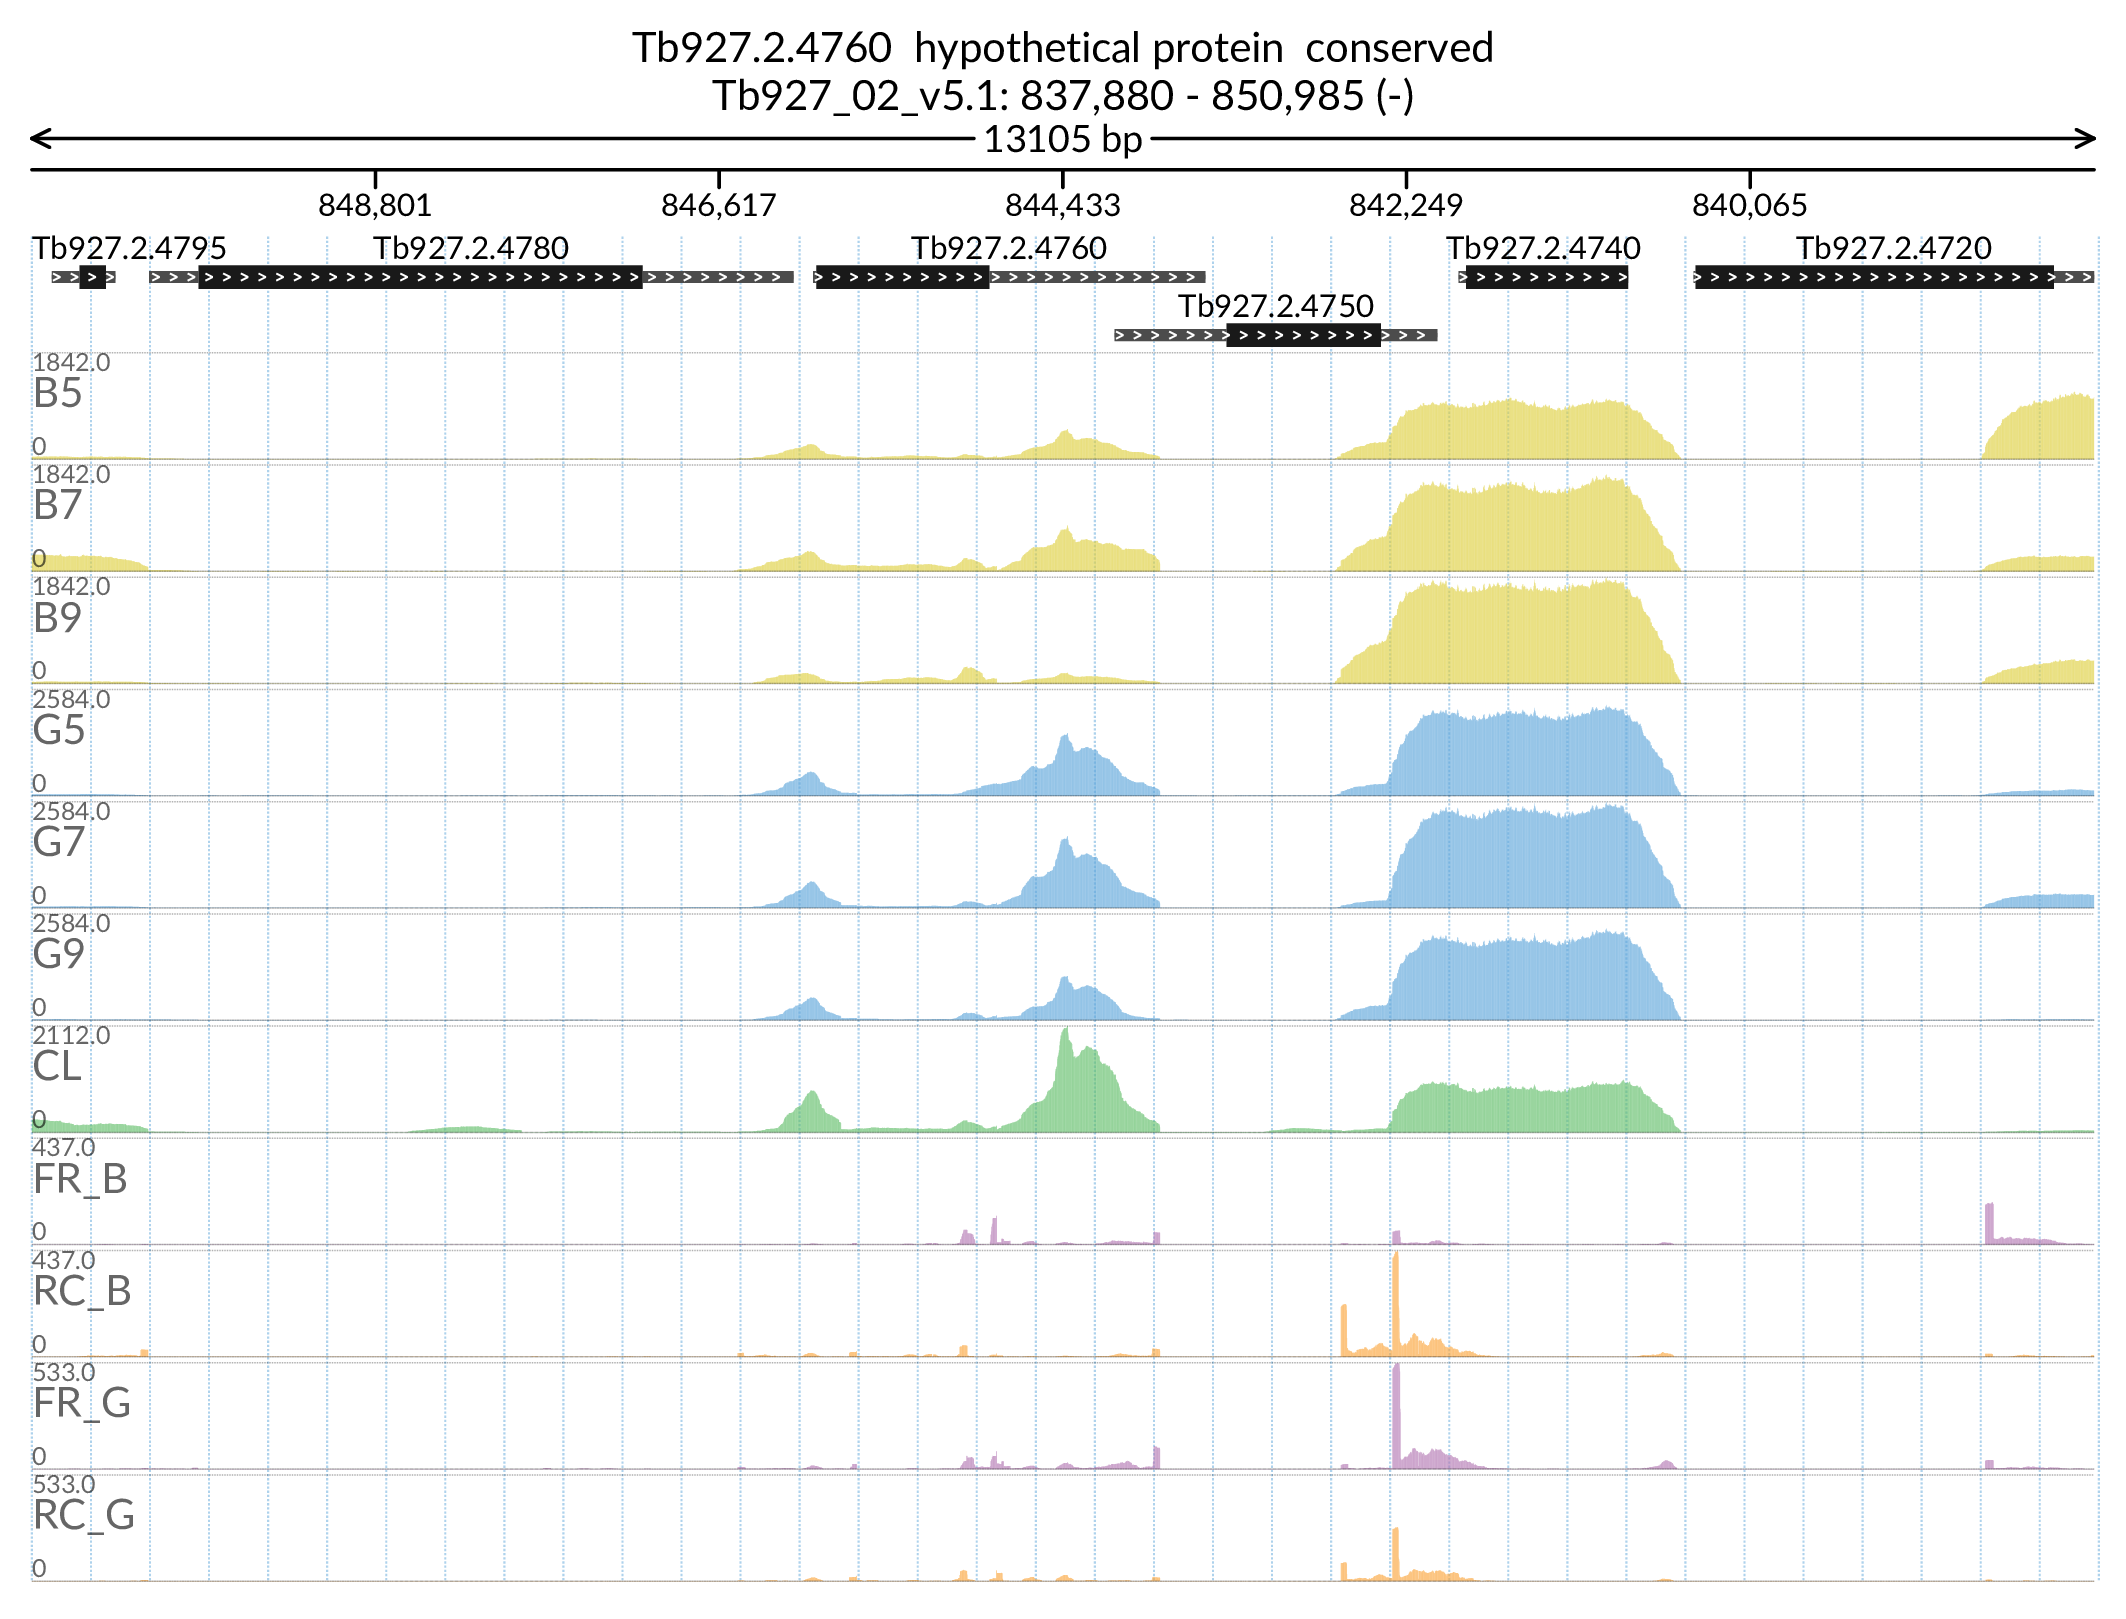 Tb927.2.4760  hypothetical protein  conserved
Tb927_02_v5.1: 837,880 - 850,985 (-)
13105 bp
848,801 846,617 844,433 842,249 840,065
Tb927.2.4795 Tb927.2.4780 Tb927.2.4760 Tb927.2.4740 Tb927.2.4720
Tb927.2.4750
1842.0
B5
0
1842.0
B7
0
1842.0
B9
0
2584.0
G5
0
2584.0
G7
0
2584.0
G9
0
2112.0
CL
0
437.0
FR_B
0
437.0
RC_B
0
533.0
FR_G
0
533.0
RC_G
0